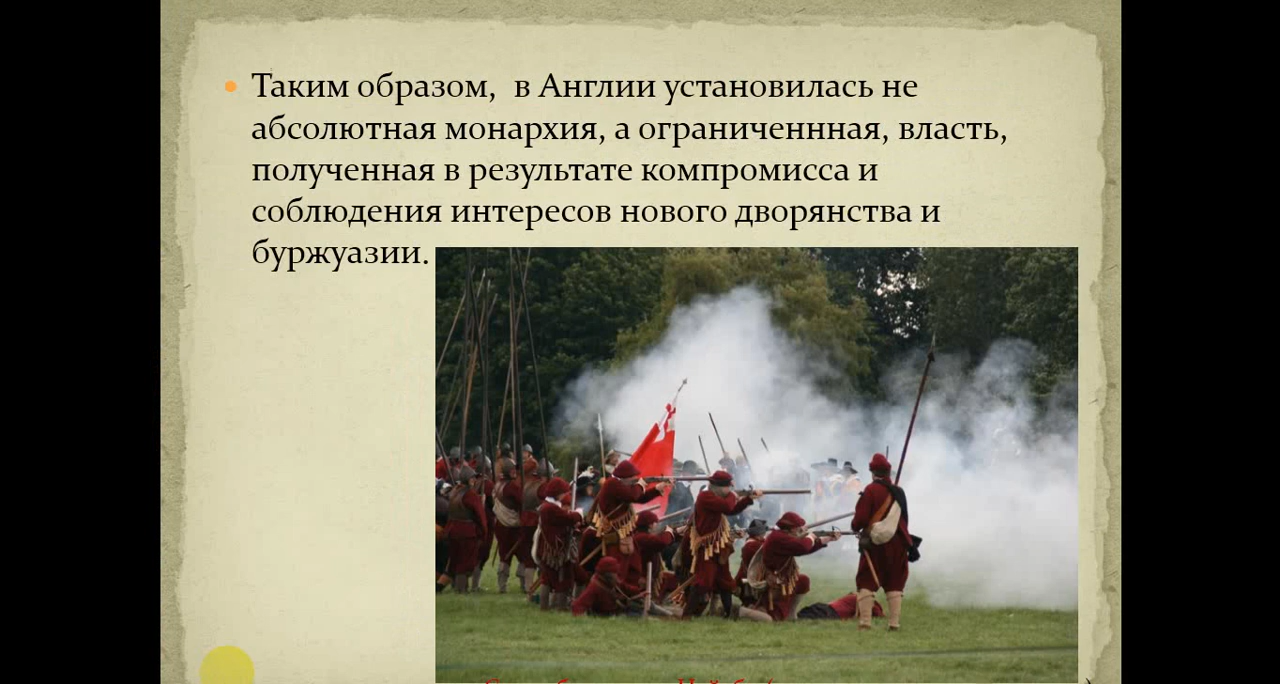 Таким образом,  в Англии установилась не
абсолютная монархия, а ограниченнная, власть,
полученная в результате компромисса и
соблюдения интересов нового дворянства и
буржуазии.